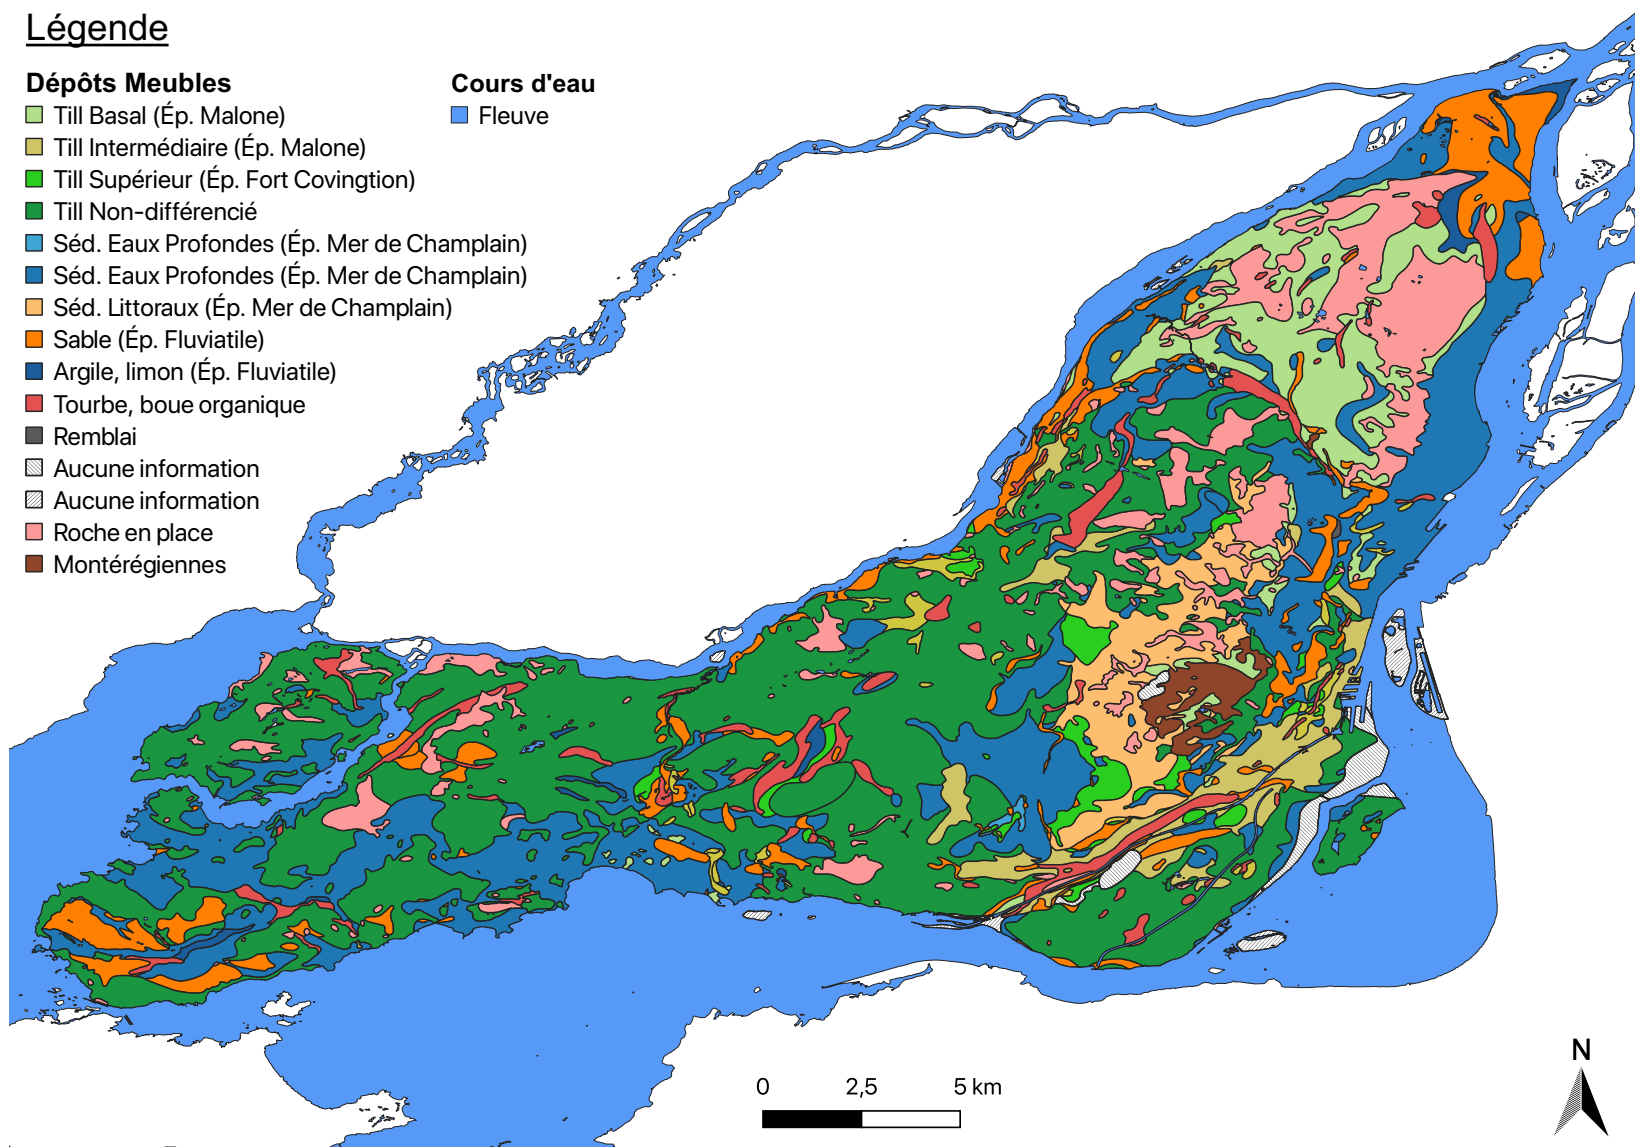 Légende
Dépôts Meubles
Till Basal (Ép. Malone)
Till Intermédiaire (Ép. Malone)
Till Supérieur (Ép. Fort Covingtion)
Till Non-différencié
Séd. Eaux Profondes (Ép. Mer de Champlain)
Séd. Eaux Profondes (Ép. Mer de Champlain)
Séd. Littoraux (Ép. Mer de Champlain)
Sable (Ép. Fluviatile)
Argile, limon (Ép. Fluviatile)
Tourbe, boue organique
Remblai
Aucune information
Aucune information
Roche en place
Montérégiennes
Cours d'eau
Fleuve
0 2,5 5 km
N